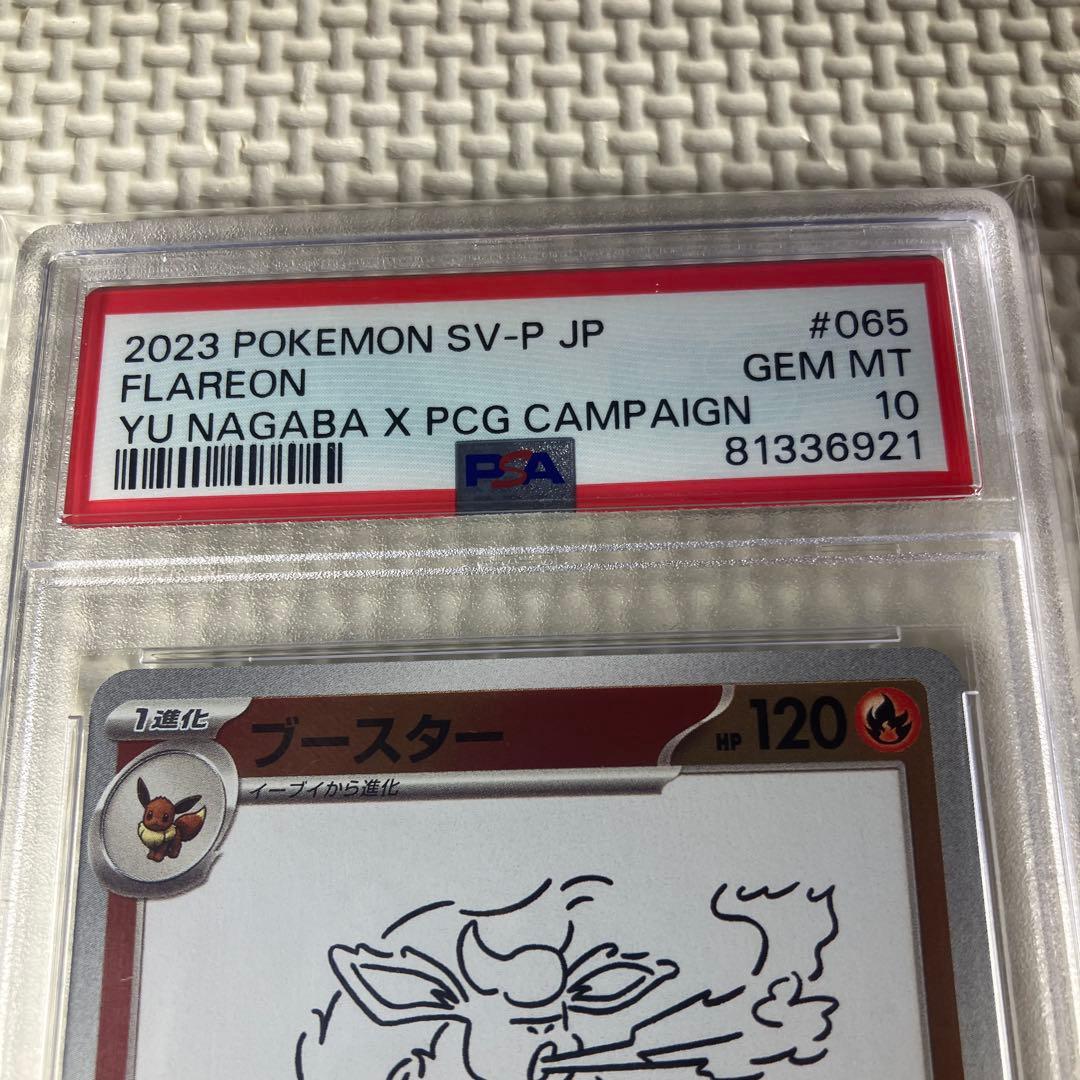 2023 POKEMON SV-P JP #065
FLAREON GEM MT
YU NAGABA X PCG CAMPAIGN 10
81336921
PSA
1進化 ブースター HP 120
イーブイから進化